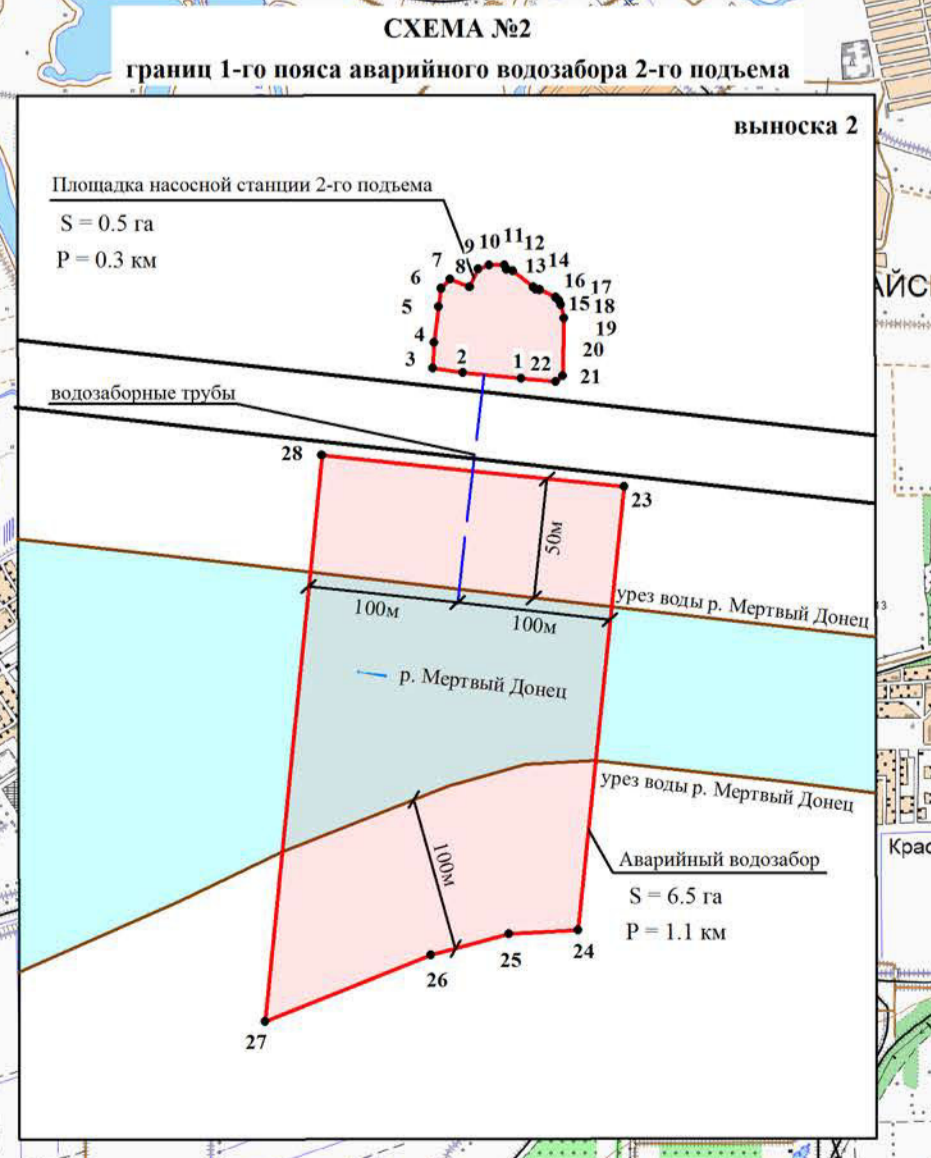 СХЕМА №2
границ 1-го пояса аварийного водозабора 2-го подъема
выноска 2
Площадка насосной станции 2-го подъема
S = 0.5 га
P = 0.3 км
9 10 11 12
7 8 13 14
6 16 17
5 15 18
4 19
3 2 1 22 20
21
водозаборные трубы
28
23
50м
100м
100м
урез воды р. Мертвый Донец
р. Мертвый Донец
урез воды р. Мертвый Донец
100м
Аварийный водозабор
S = 6.5 га
P = 1.1 км
24
25
26
27
АЙС
Крас